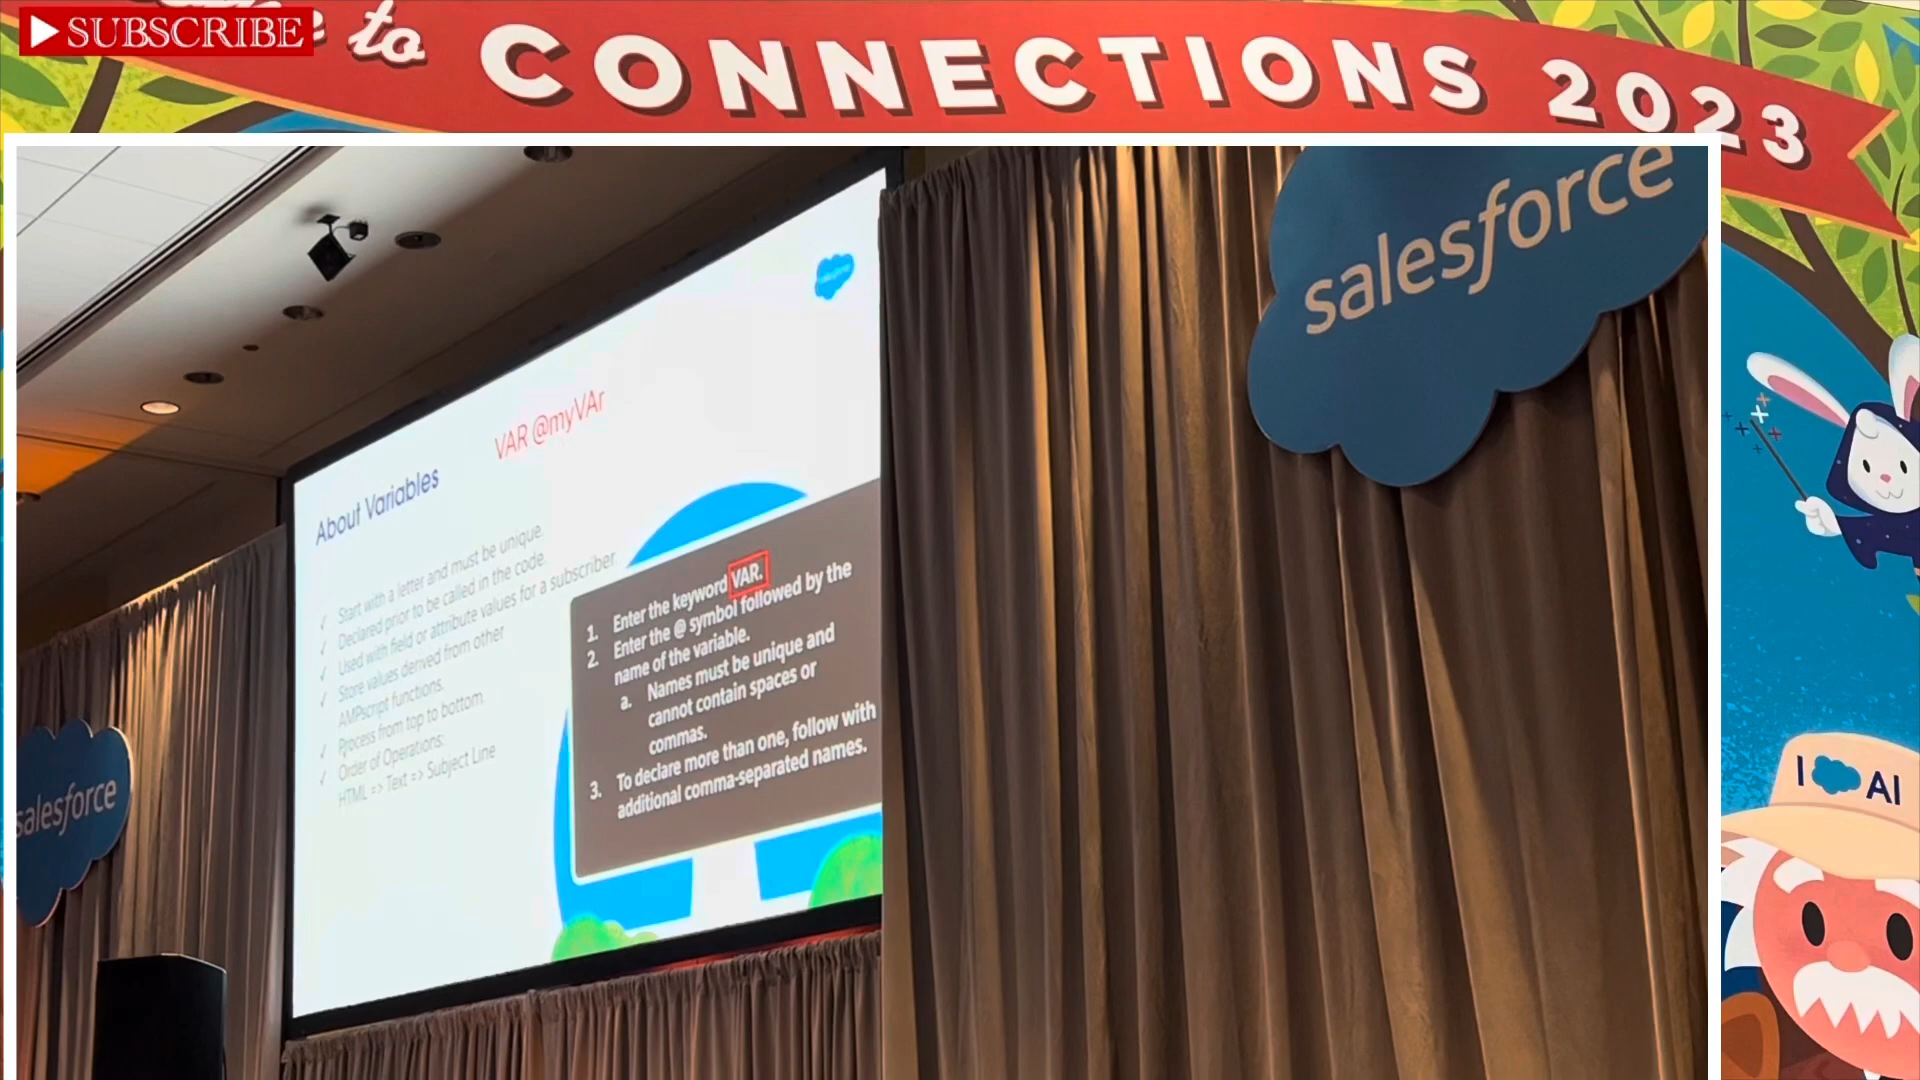 SUBSCRIBE
to
CONNECTIONS 2023
salesforce
VAR @myVAr
About Variables
✓ Start with a letter and must be unique.
✓ Declared prior to be called in the code.
✓ Used with field or attribute values for a subscriber
✓ Store values derived from other
AMPscript functions.
✓ Process from top to bottom.
✓ Order of Operations:
HTML => Text => Subject Line
1. Enter the keyword VAR.
2. Enter the @ symbol followed by the
name of the variable.
a. Names must be unique and
cannot contain spaces or
commas.
3. To declare more than one, follow with
additional comma-separated names.
salesforce
I AI